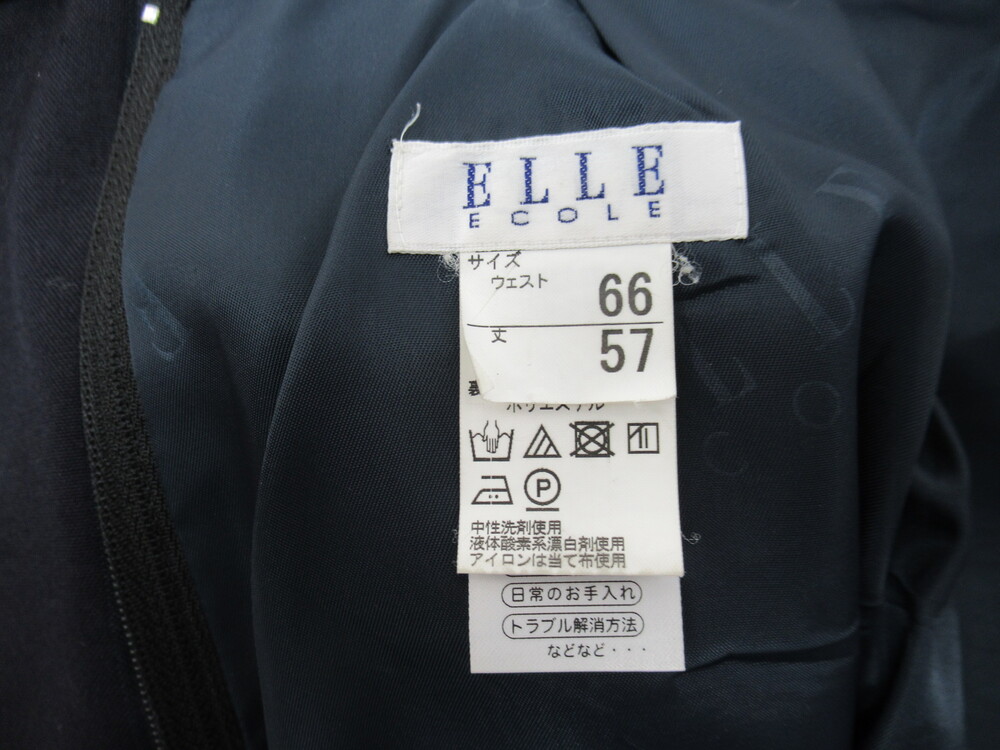 ELLE
ECOLE
サイズ
ウェスト
66
丈
57
裏
ポリエステル
P
中性洗剤使用
液体酸素系漂白剤使用
アイロンは当て布使用
日常のお手入れ
トラブル解消方法
などなど・・・